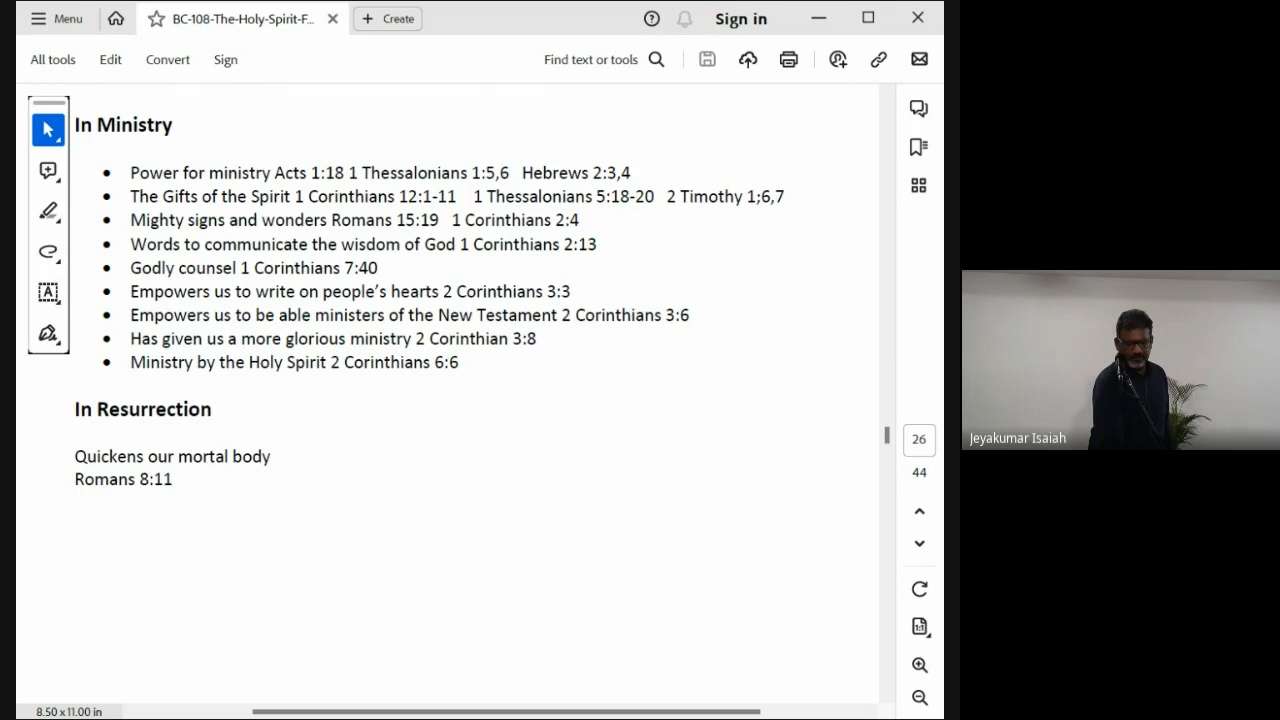 Menu
BC-108-The-Holy-Spirit-F...
Create
Sign in
All tools
Edit
Convert
Sign
Find text or tools
In Ministry
• Power for ministry Acts 1:18 1 Thessalonians 1:5,6 Hebrews 2:3,4
• The Gifts of the Spirit 1 Corinthians 12:1-11 1 Thessalonians 5:18-20 2 Timothy 1;6,7
• Mighty signs and wonders Romans 15:19 1 Corinthians 2:4
• Words to communicate the wisdom of God 1 Corinthians 2:13
• Godly counsel 1 Corinthians 7:40
• Empowers us to write on people's hearts 2 Corinthians 3:3
• Empowers us to be able ministers of the New Testament 2 Corinthians 3:6
• Has given us a more glorious ministry 2 Corinthian 3:8
• Ministry by the Holy Spirit 2 Corinthians 6:6
In Resurrection
Quickens our mortal body
Romans 8:11
26
44
8.50 x 11.00 in
Jeyakumar Isaiah